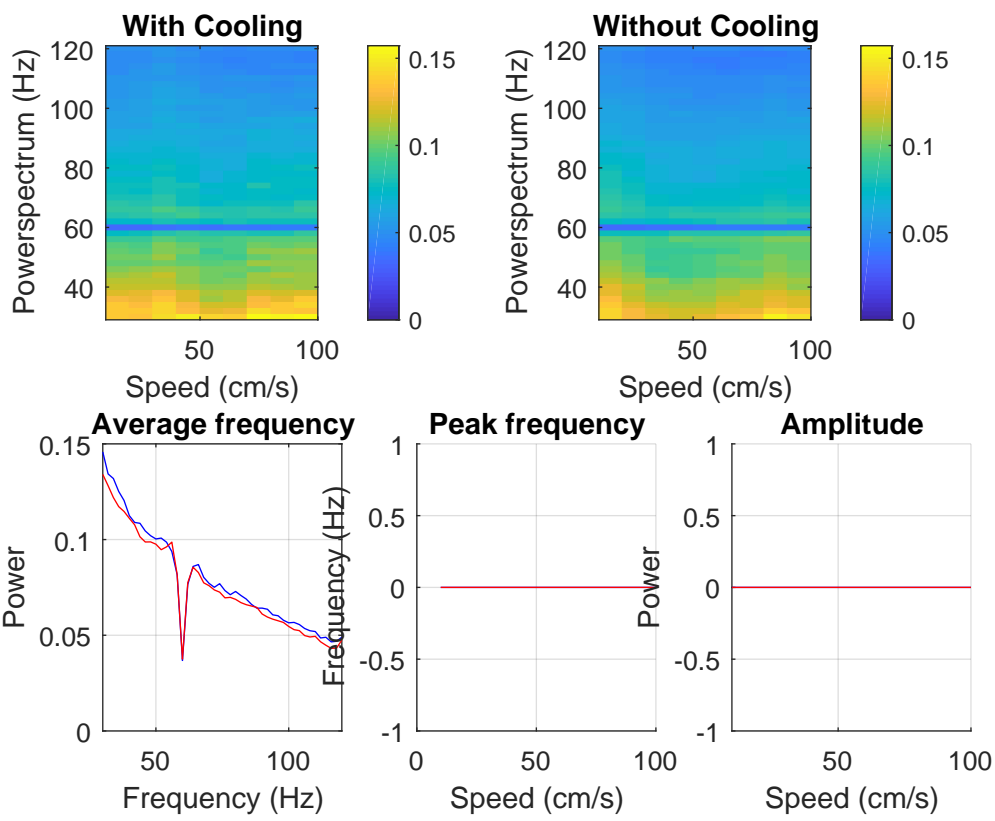 With Cooling
Without Cooling
Powerspectrum (Hz)
120
100
80
60
40
50
100
Speed (cm/s)
0.15
0.1
0.05
0
Powerspectrum (Hz)
120
100
80
60
40
50
100
Speed (cm/s)
0.15
0.1
0.05
0
Average frequency
Power
0.15
0.1
0.05
0
50
100
Frequency (Hz)
Peak frequency
Frequency (Hz)
1
0.5
0
-0.5
-1
0
50
100
Speed (cm/s)
Amplitude
Power
1
0.5
0
-0.5
-1
50
100
Speed (cm/s)